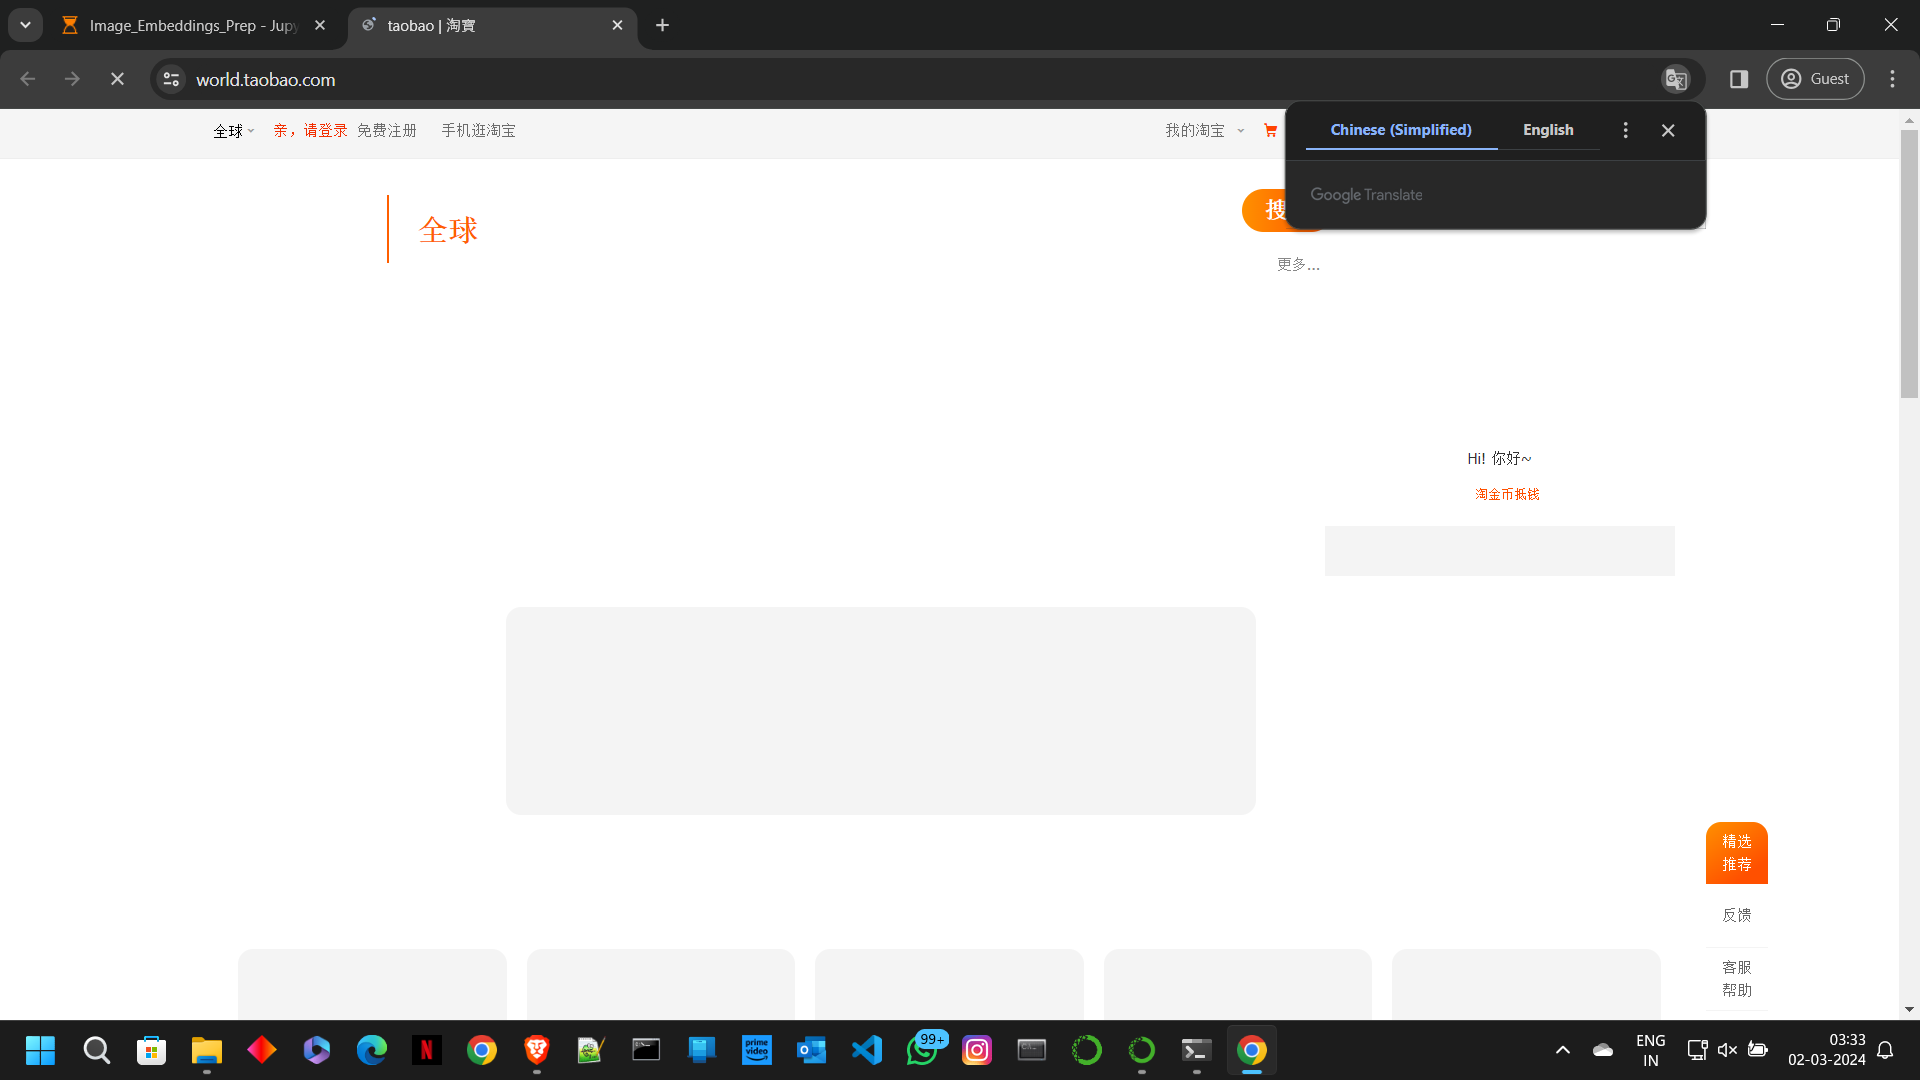 Image_Embeddings_Prep - Jupy
taobao | 淘寶
world.taobao.com
Guest
全球
亲，请登录
免费注册
手机逛淘宝
我的淘宝
Chinese (Simplified)
English
Google Translate
全球
搜
更多...
Hi! 你好~
淘金币抵钱
精选
推荐
反馈
客服
帮助
prime video
99+
ENG
IN
03:33
02-03-2024